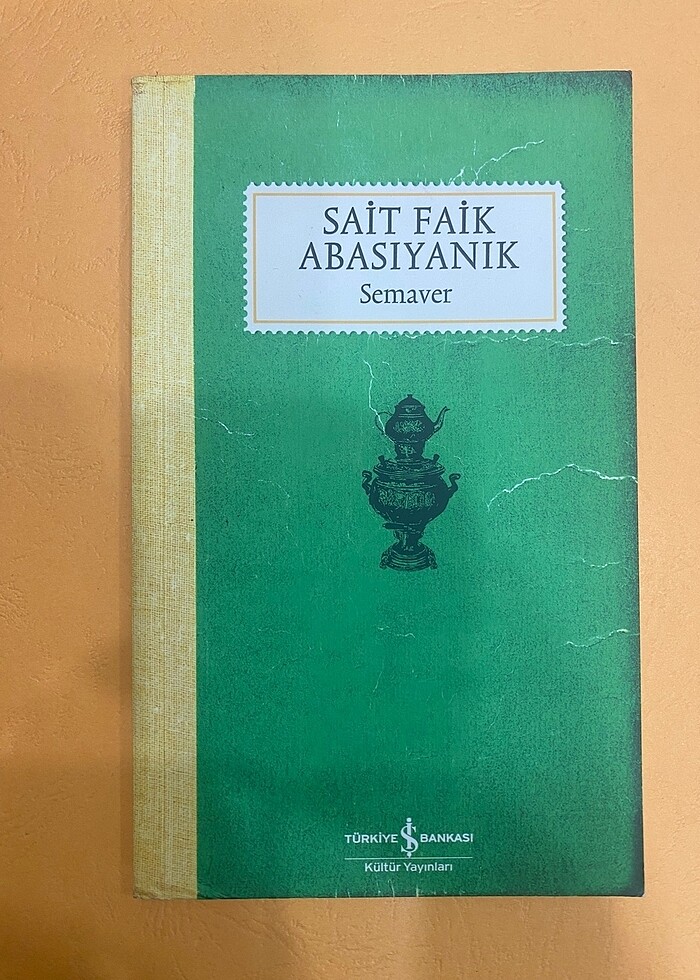 SAİT FAİK
ABASIYANIK
Semaver
TÜRKİYE İŞ BANKASI
Kültür Yayınları